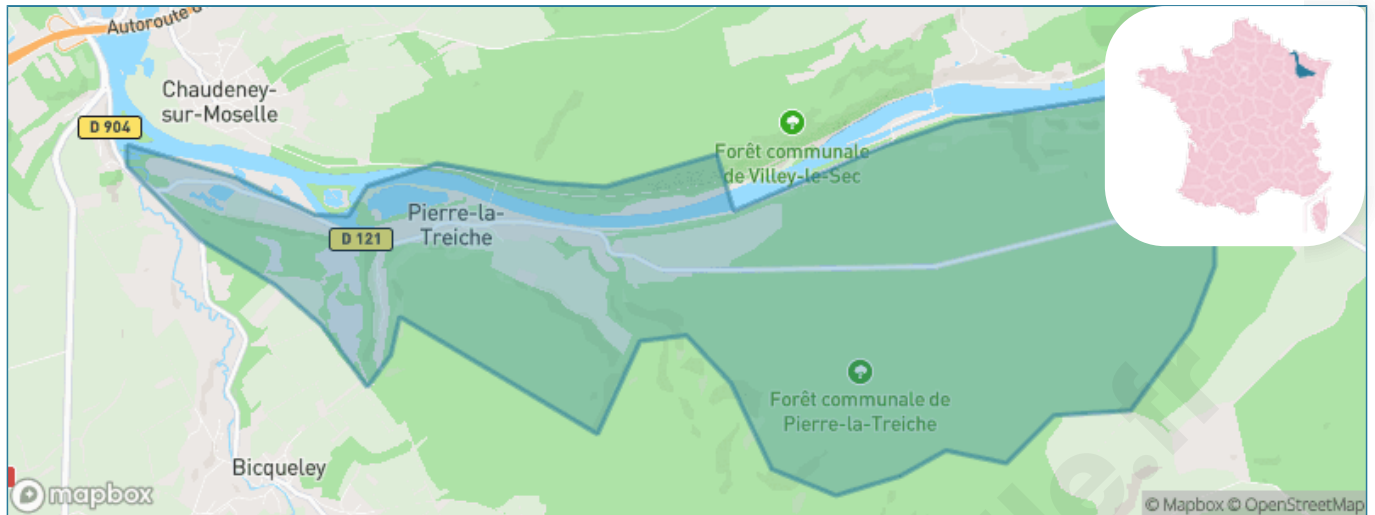 Autoroute d
Chaudeney-
sur-Moselle
D 904
Forêt communale
de Villey-le-Sec
Pierre-la-
Treiche
D 121
Forêt communale de
Pierre-la-Treiche
Bicqueley
mapbox
© Mapbox © OpenStreetMap